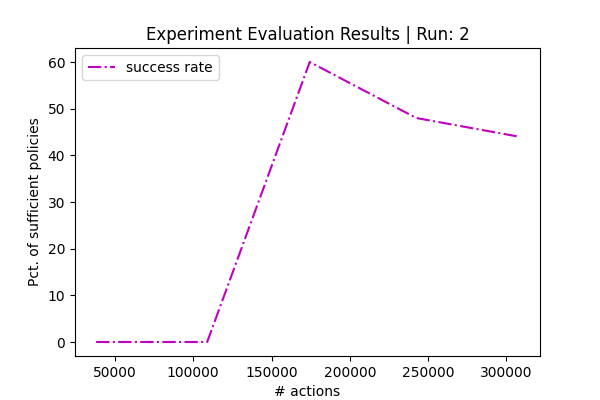 Experiment Evaluation Results | Run: 2
success rate
Pct. of sufficient policies
60
50
40
30
20
10
0
50000 100000 150000 200000 250000 300000
# actions